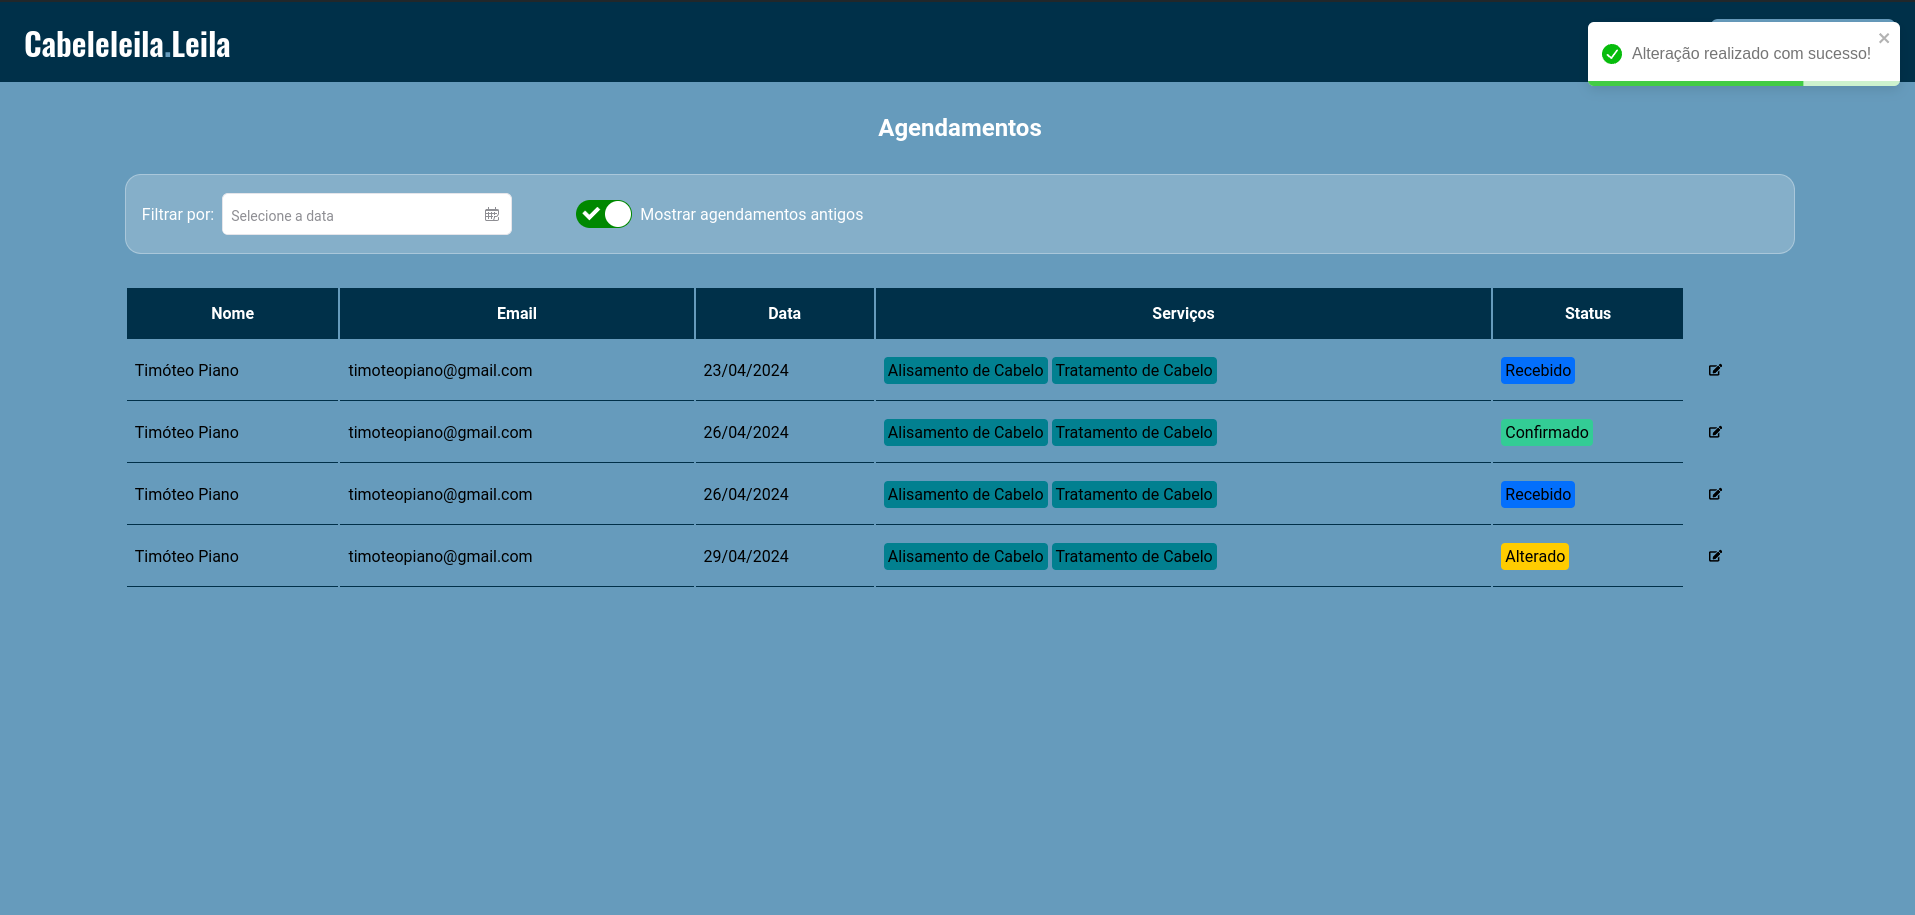 Cabeleleila.Leila
Alteração realizado com sucesso!
Agendamentos
Filtrar por: Selecione a data Mostrar agendamentos antigos
Nome Email Data Serviços Status
Timóteo Piano timoteopiano@gmail.com 23/04/2024 Alisamento de Cabelo Tratamento de Cabelo Recebido
Timóteo Piano timoteopiano@gmail.com 26/04/2024 Alisamento de Cabelo Tratamento de Cabelo Confirmado
Timóteo Piano timoteopiano@gmail.com 26/04/2024 Alisamento de Cabelo Tratamento de Cabelo Recebido
Timóteo Piano timoteopiano@gmail.com 29/04/2024 Alisamento de Cabelo Tratamento de Cabelo Alterado